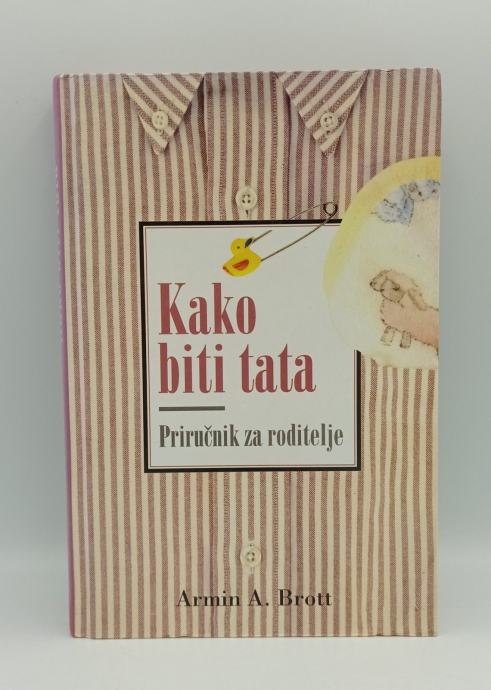 Kako
biti tata
Priručnik za roditelje
Armin A. Brott